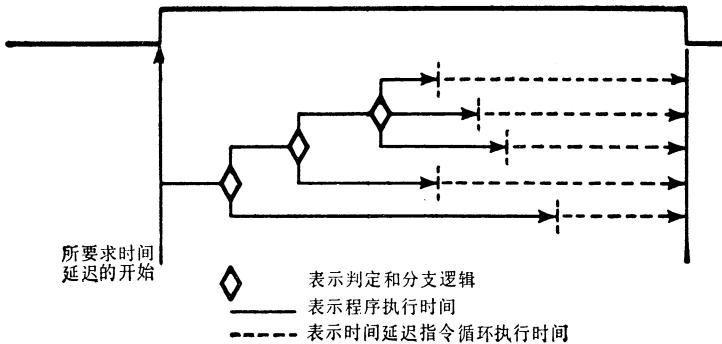 所要求时间
延迟的开始
表示判定和分支逻辑
表示程序执行时间
表示时间延迟指令循环执行时间